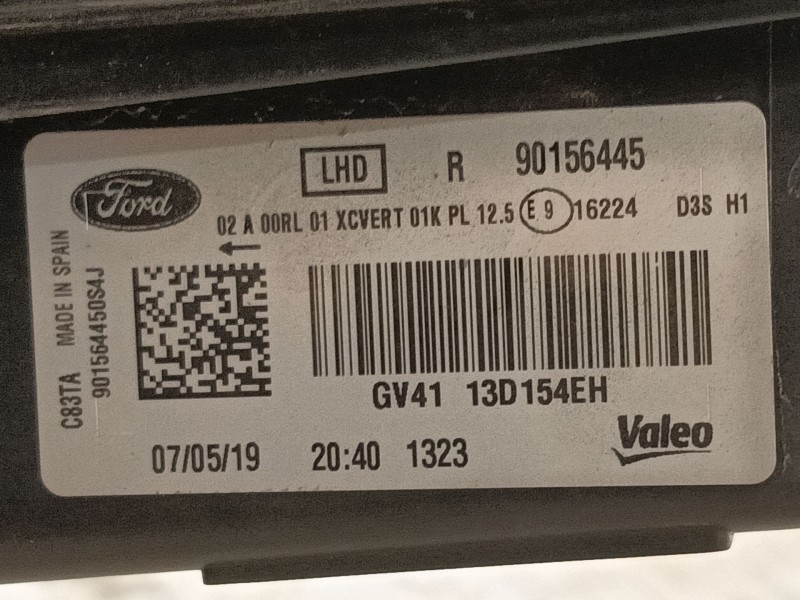 Ford
LHD R 90156445
02 A 00RL 01 XCVERT 01K PL 12.5 E 9 16224 D3S H1
C83TA MADE IN SPAIN
901564450S4J
GV41 13D154EH
07/05/19 20:40 1323
Valeo